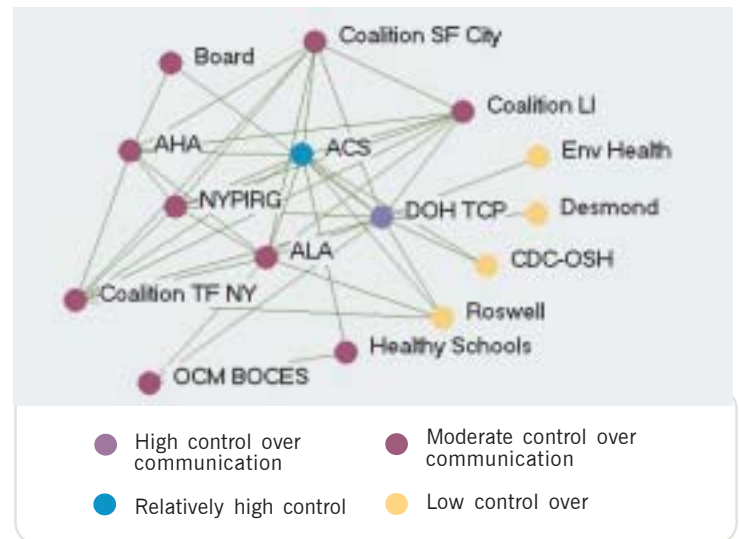 Coalition SF City
Board
Coalition LI
AHA
ACS
Env Health
NYPIRG
DOH TCP
Desmond
ALA
CDC-OSH
Coalition TF NY
Roswell
Healthy Schools
OCM BOCES
High control over
communication
Moderate control over
communication
Relatively high control
Low control over